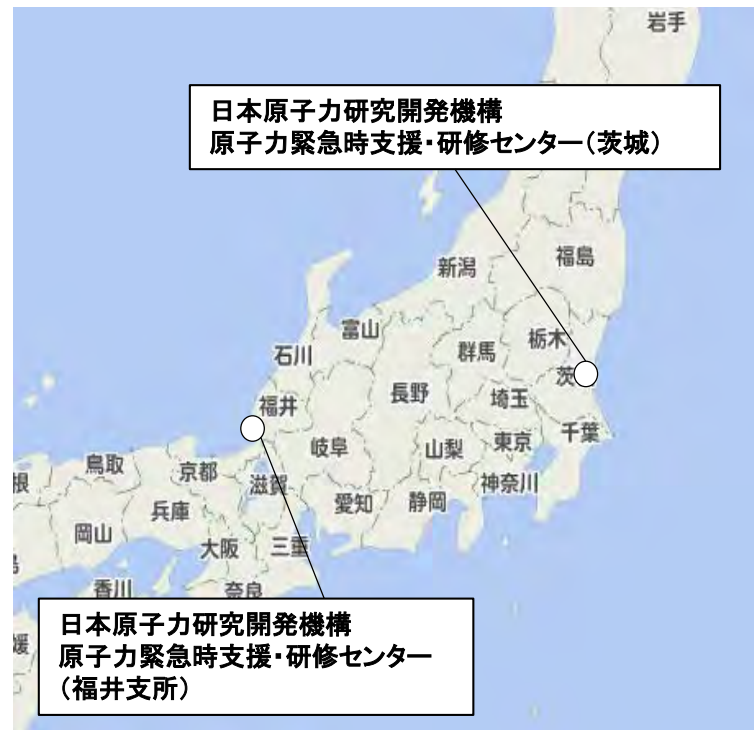 岩手
日本原子力研究開発機構
原子力緊急時支援・研修センター（茨城）
福島
新潟
富山
栃木
石川
群馬
茨
長野
埼玉
福井
岐阜
山梨
東京
千葉
鳥取
京都
滋賀
神奈川
兵庫
愛知
静岡
岡山
大阪
三重
香川
奈良
日本原子力研究開発機構
原子力緊急時支援・研修センター
（福井支所）